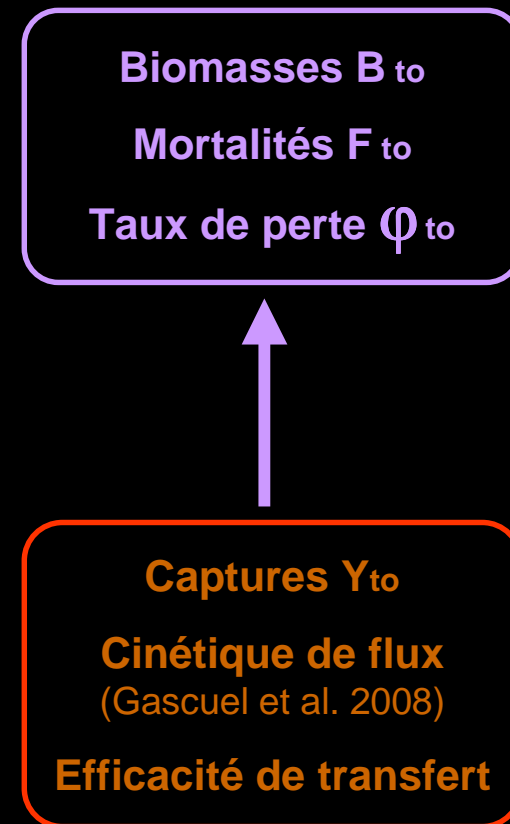 Biomasses B to
Mortalités F to
Taux de perte φ to
Captures Yto
Cinétique de flux
(Gascuel et al. 2008)
Efficacité de transfert